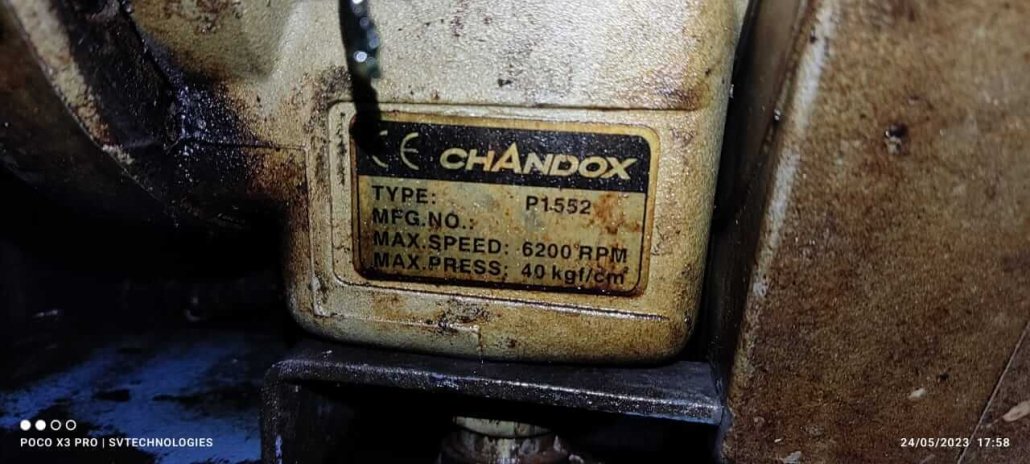 CE CHANDOX
TYPE: P1552
MFG.NO.:
MAX.SPEED: 6200 RPM
MAX.PRESS: 40 kgf/cm²
POCO X3 PRO | SVTECHNOLOGIES
24/05/2023 17:58